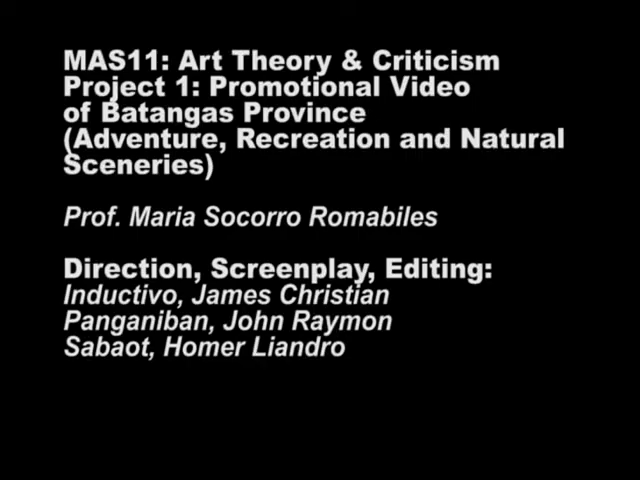 MAS11: Art Theory & Criticism
Project 1: Promotional Video
of Batangas Province
(Adventure, Recreation and Natural
Sceneries)
Prof. Maria Socorro Romabiles
Direction, Screenplay, Editing:
Inductivo, James Christian
Panganiban, John Raymon
Sabaot, Homer Liandro